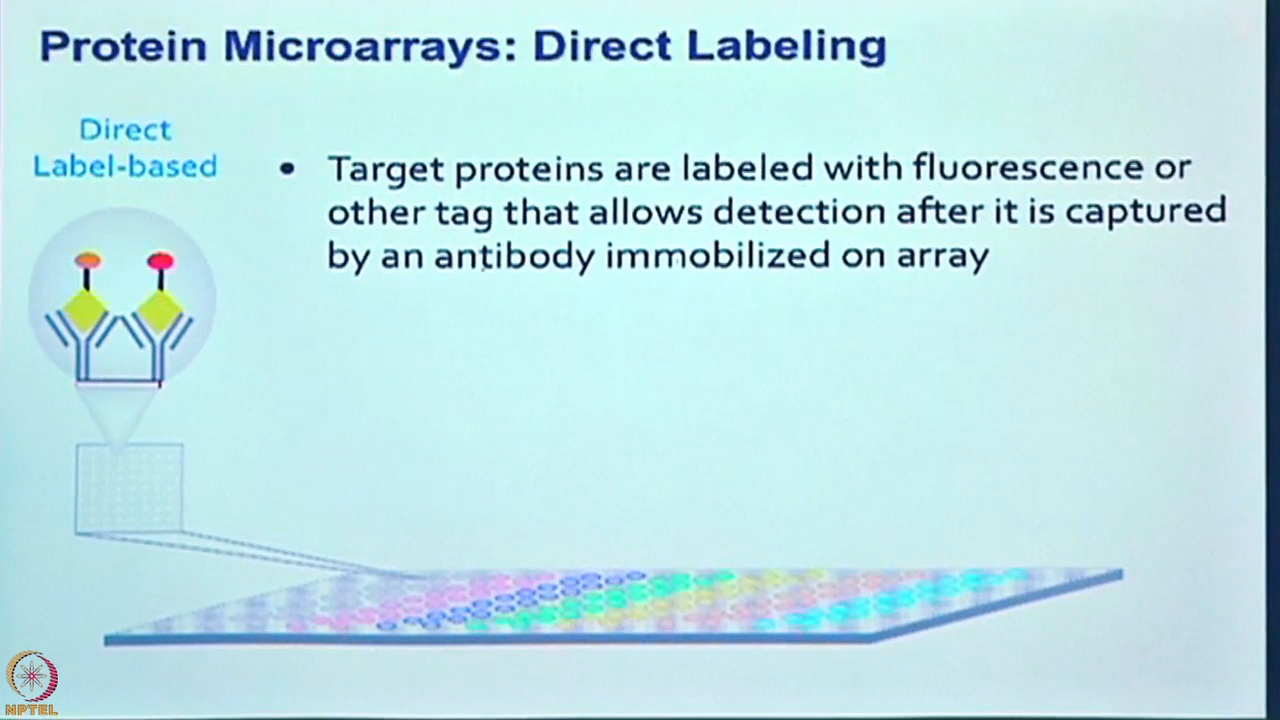 Protein Microarrays: Direct Labeling
Direct
Label-based
• Target proteins are labeled with fluorescence or
other tag that allows detection after it is captured
by an antibody immobilized on array
NPTEL